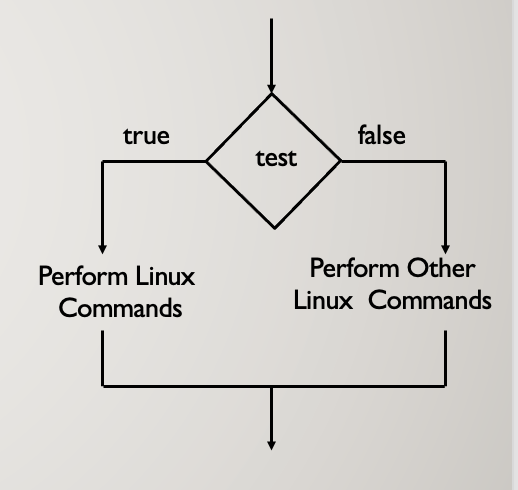 true
false
test
Perform Linux
Commands
Perform Other
Linux  Commands